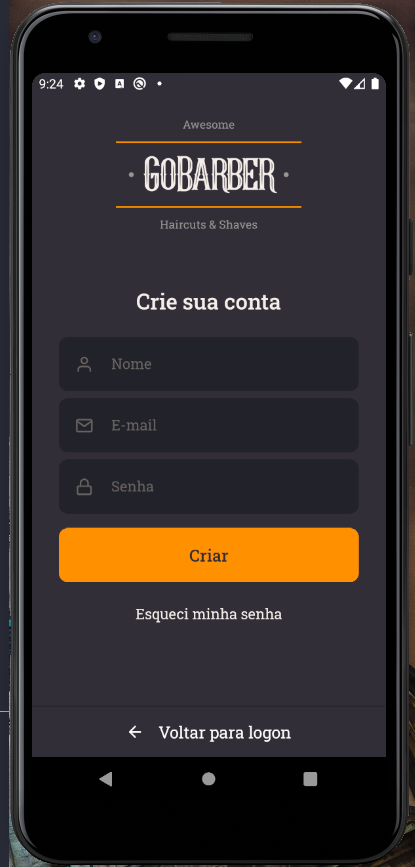 9:24
Awesome
GOBARBER
Haircuts & Shaves
Crie sua conta
Nome
E-mail
Senha
Criar
Esqueci minha senha
Voltar para logon